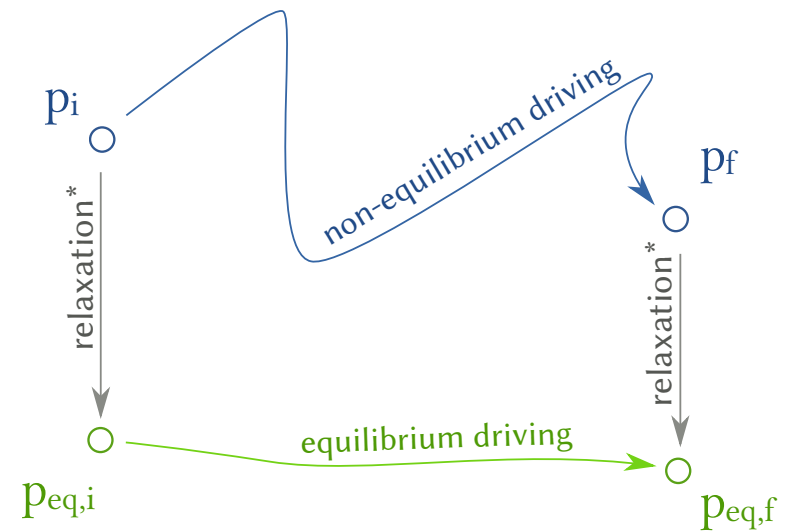 pi
non-equilibrium driving
pf
relaxation*
relaxation*
equilibrium driving
peq,i
peq,f